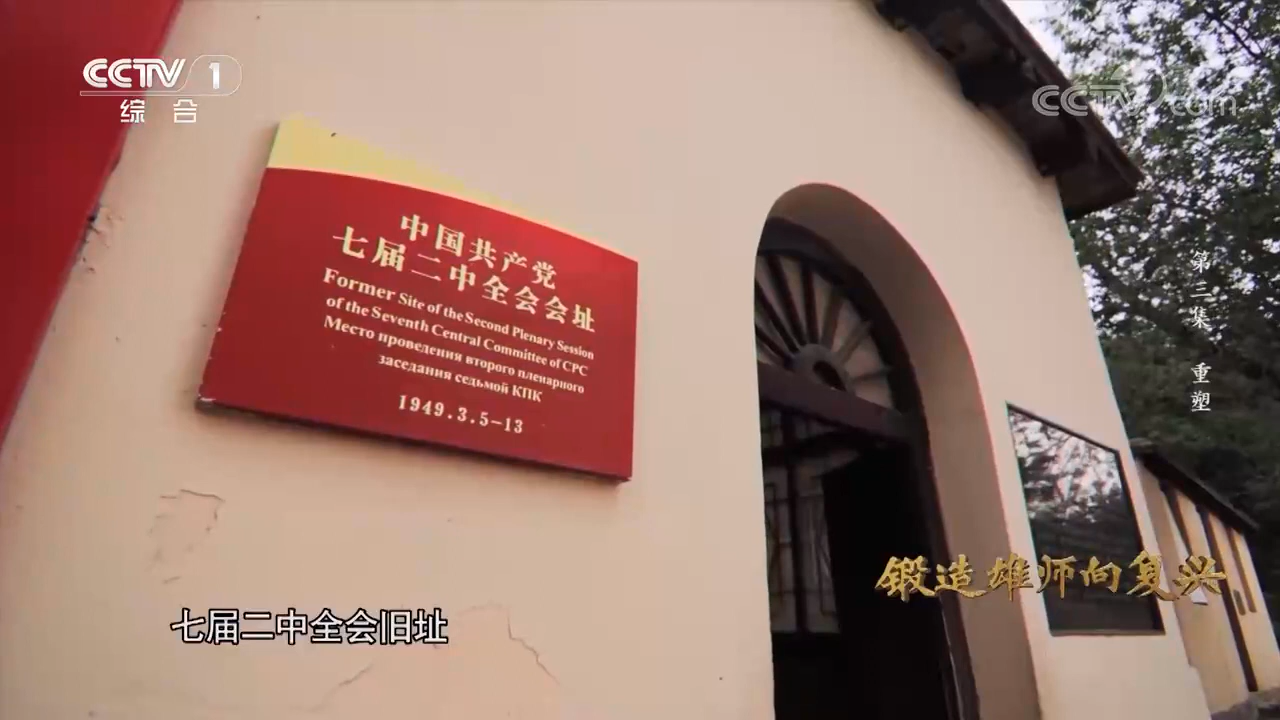 CCTV 1
综合
CCTV.com
中国共产党
七届二中全会会址
Former Site of the Second Plenary Session
of the Seventh Central Committee of CPC
Место проведения второго пленарного
заседания седьмой КПК
1949.3.5-13
第三集 重塑
锻造雄师向复兴
七届二中全会旧址